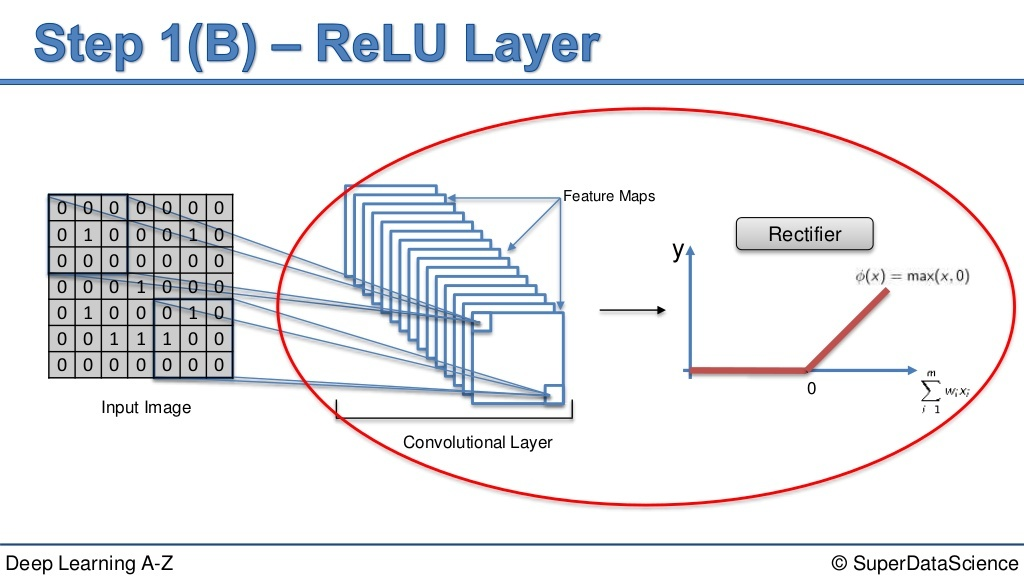 Step 1(B) – ReLU Layer
0 0 0 0 0 0 0
0 1 0 0 0 1 0
0 0 0 0 0 0 0
0 0 0 1 0 0 0
0 1 0 0 0 1 0
0 0 1 1 1 0 0
0 0 0 0 0 0 0
Input Image
Feature Maps
Convolutional Layer
Rectifier
y
ϕ(x) = max(x, 0)
0
m
∑ wᵢxᵢ
i 1
Deep Learning A-Z
© SuperDataScience